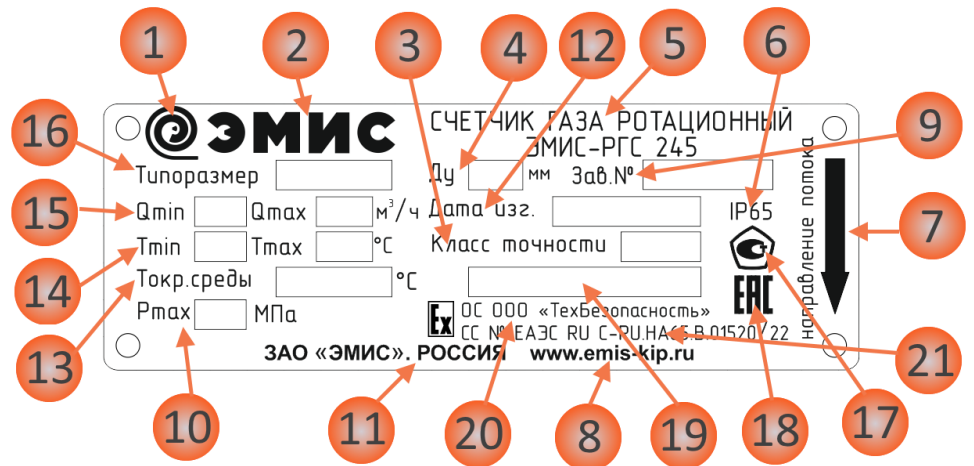 1 2 3 4 12 5 6
ЭМИС СЧЕТЧИК ГАЗА РОТАЦИОННЫЙ
ЭМИС-РГС 245
16 9
Типоразмер Ду мм Зав.№
15 Qmin Qmax м³/ч Дата изг. IP65
7
14 Tmin Tmax °C Класс точности
Токр.среды °C EAC
13 Pmax МПа Ex ОС ООО «ТехБезопасность»
СС № ЕАЭС RU C-RU.НА65.В.01520/22
направление потока
ЗАО «ЭМИС». РОССИЯ www.emis-kip.ru
21
10 11 20 8 19 18 17